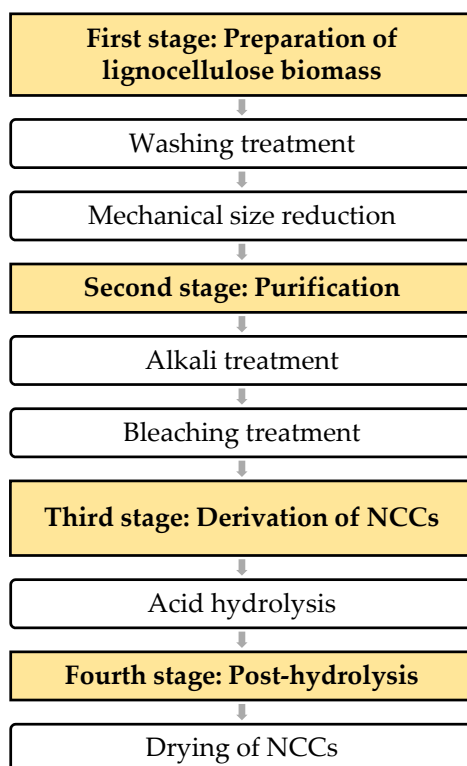 First stage: Preparation of
lignocellulose biomass
Washing treatment
Mechanical size reduction
Second stage: Purification
Alkali treatment
Bleaching treatment
Third stage: Derivation of NCCs
Acid hydrolysis
Fourth stage: Post-hydrolysis
Drying of NCCs